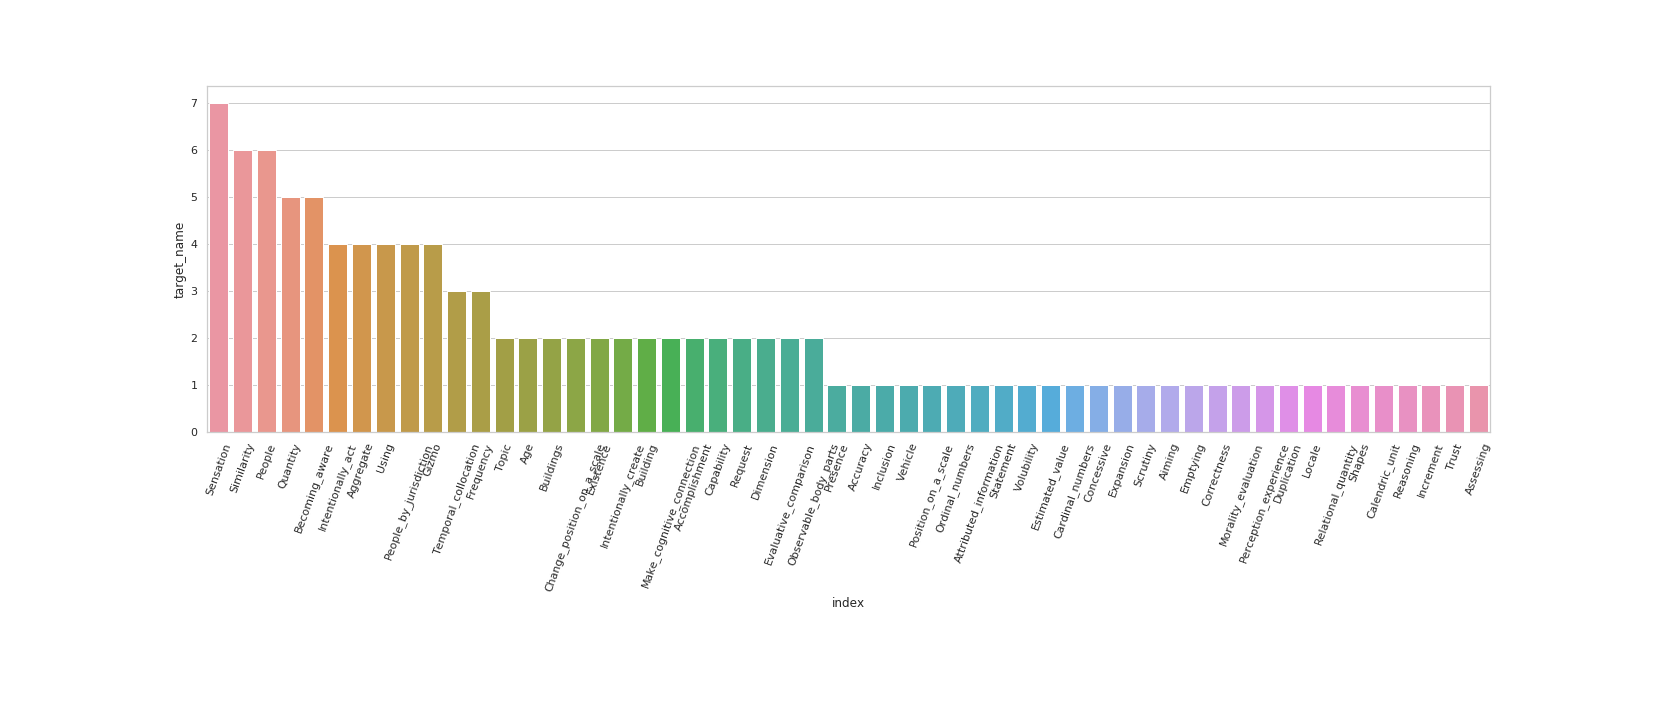 7
6
5
4
3
2
1
0
target_name
Sensation
Similarity
People
Quantity
Becoming_aware
Intentionally_act
Aggregate
Using
People_by_jurisdiction
Gizmo
Temporal_collocation
Frequency
Topic
Age
Buildings
Change_position_on_a_scale
Existence
Intentionally_create
Building
Make_cognitive_connection
Accomplishment
Capability
Request
Dimension
Evaluative_comparison
Observable_body_parts
Presence
Accuracy
Inclusion
Vehicle
Position_on_a_scale
Ordinal_numbers
Attributed_information
Statement
Volubility
Estimated_value
Cardinal_numbers
Concessive
Expansion
Scrutiny
Aiming
Emptying
Correctness
Morality_evaluation
Perception_experience
Duplication
Locale
Relational_quantity
Shapes
Calendric_unit
Reasoning
Increment
Trust
Assessing
index